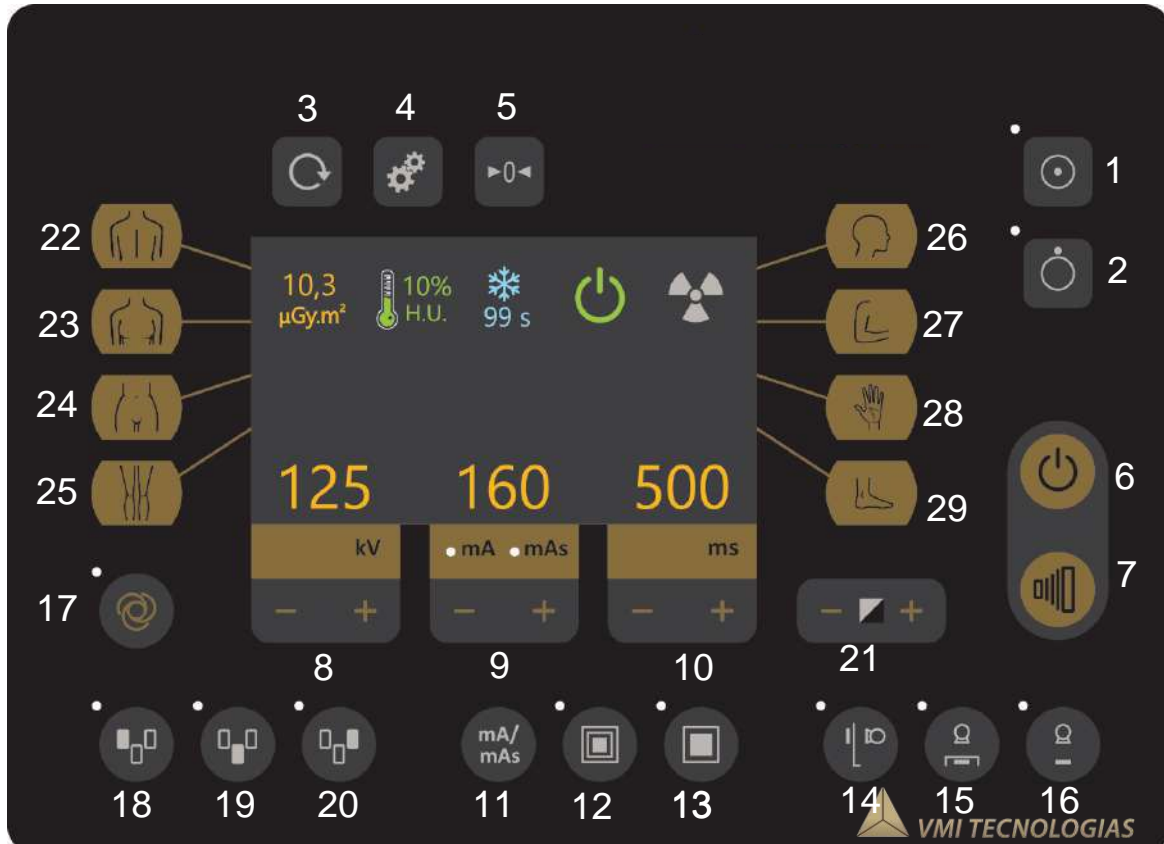 3 4 5
►0◄
1
22 26
2
10,3
µGy.m²
10%
H.U.
99 s
23 27
24 28
25 29
125 160 500
6
kV mA mAs ms
7
17
- + - + - + - +
8 9 10 21
mA/
mAs
18 19 20 11 12 13 14 15 16
VMI TECNOLOGIAS